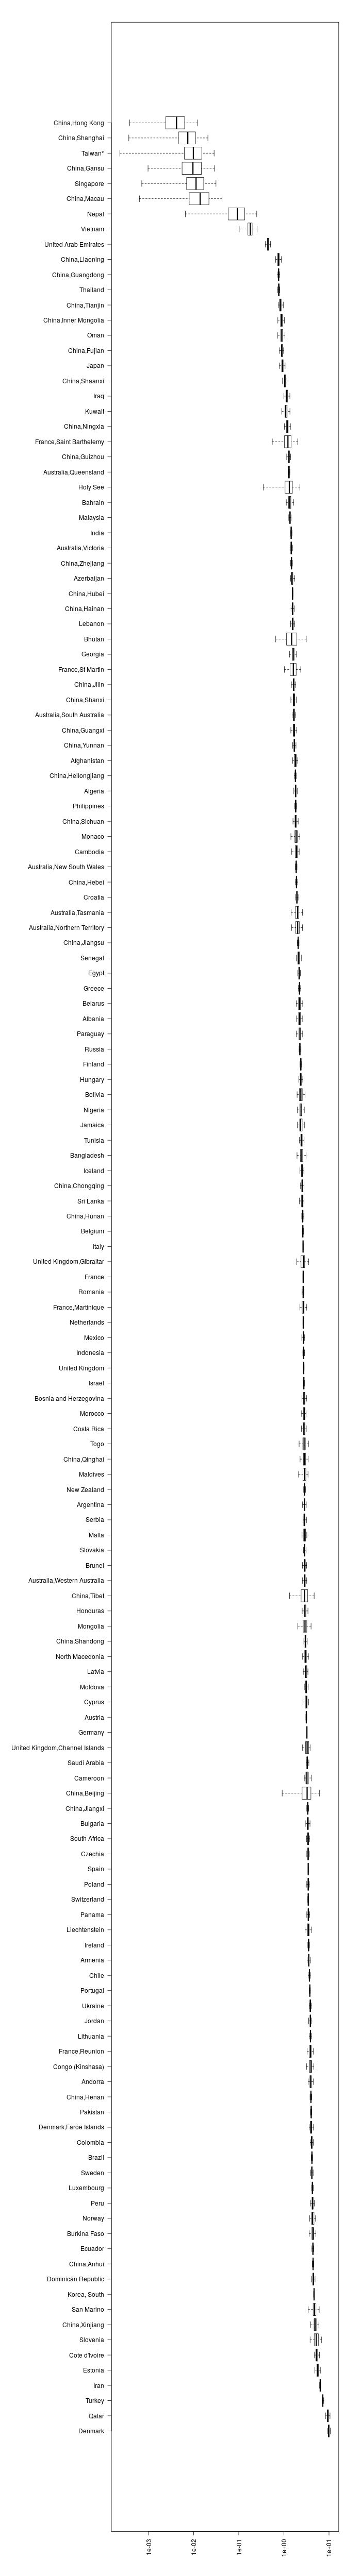 China,Hong Kong
China,Shanghai
Taiwan*
China,Gansu
Singapore
China,Macau
Nepal
Vietnam
United Arab Emirates
China,Liaoning
China,Guangdong
Thailand
China,Tianjin
China,Inner Mongolia
Oman
China,Fujian
Japan
China,Shaanxi
Iraq
Kuwait
China,Ningxia
France,Saint Barthelemy
China,Guizhou
Australia,Queensland
Holy See
Bahrain
Malaysia
India
Australia,Victoria
China,Zhejiang
Azerbaijan
China,Hubei
China,Hainan
Lebanon
Bhutan
Georgia
France,St Martin
China,Jilin
China,Shanxi
Australia,South Australia
China,Guangxi
China,Yunnan
Afghanistan
China,Heilongjiang
Algeria
Philippines
China,Sichuan
Monaco
Cambodia
Australia,New South Wales
China,Hebei
Croatia
Australia,Tasmania
Australia,Northern Territory
China,Jiangsu
Senegal
Egypt
Greece
Belarus
Albania
Paraguay
Russia
Finland
Hungary
Bolivia
Nigeria
Jamaica
Tunisia
Bangladesh
Iceland
China,Chongqing
Sri Lanka
China,Hunan
Belgium
Italy
United Kingdom,Gibraltar
France
Romania
France,Martinique
Netherlands
Mexico
Indonesia
United Kingdom
Israel
Bosnia and Herzegovina
Morocco
Costa Rica
Togo
China,Qinghai
Maldives
New Zealand
Argentina
Serbia
Malta
Slovakia
Brunei
Australia,Western Australia
China,Tibet
Honduras
Mongolia
China,Shandong
North Macedonia
Latvia
Moldova
Cyprus
Austria
Germany
United Kingdom,Channel Islands
Saudi Arabia
Cameroon
China,Beijing
China,Jiangxi
Bulgaria
South Africa
Czechia
Spain
Poland
Switzerland
Panama
Liechtenstein
Ireland
Armenia
Chile
Portugal
Ukraine
Jordan
Lithuania
France,Reunion
Congo (Kinshasa)
Andorra
China,Henan
Pakistan
Denmark,Faroe Islands
Colombia
Brazil
Sweden
Luxembourg
Peru
Norway
Burkina Faso
Ecuador
China,Anhui
Dominican Republic
Korea, South
San Marino
China,Xinjiang
Slovenia
Cote d'Ivoire
Estonia
Iran
Turkey
Qatar
Denmark
1e-03
1e-02
1e-01
1e+00
1e+01